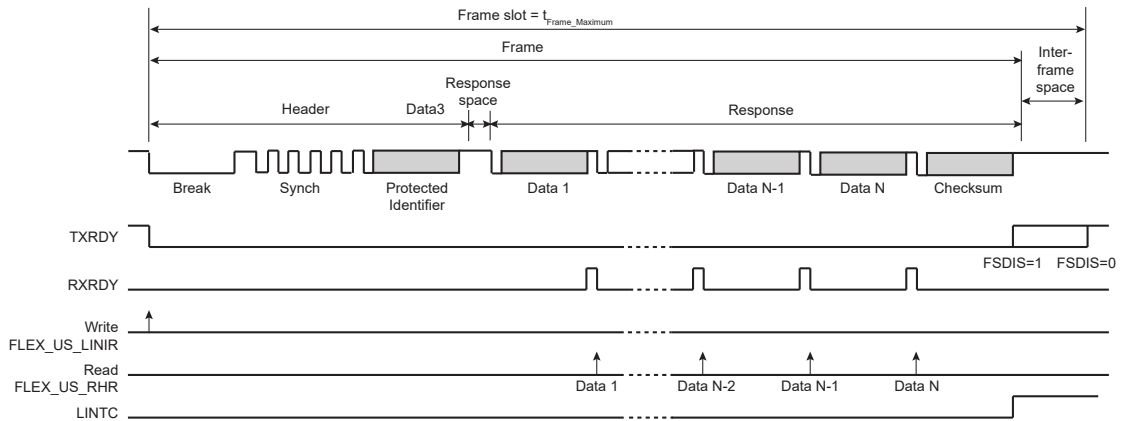 Frame slot = tFrame_Maximum
Frame
Inter-
frame
space
Response
space
Header
Data3
Response
Break
Synch
Protected
Identifier
Data 1
Data N-1
Data N
Checksum
TXRDY
FSDIS=1 FSDIS=0
RXRDY
Write
FLEX_US_LINIR
Read
FLEX_US_RHR
Data 1
Data N-2
Data N-1
Data N
LINTC